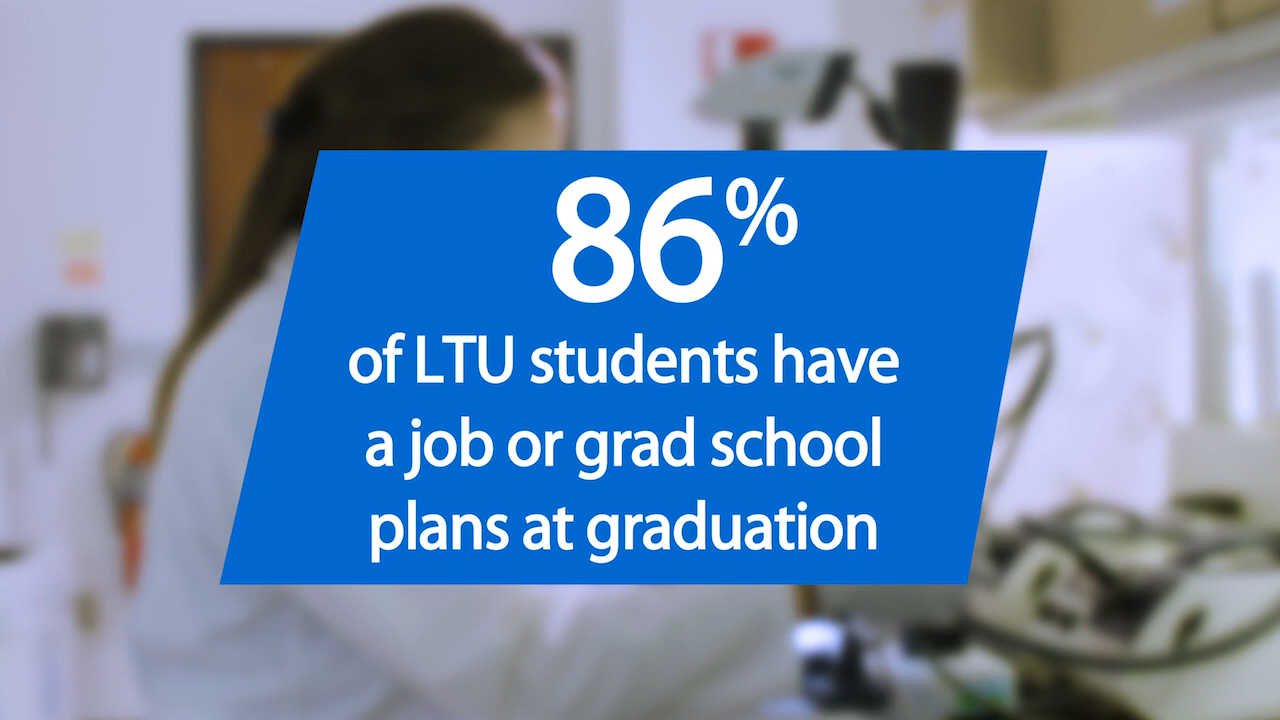 86%
of LTU students have
a job or grad school
plans at graduation